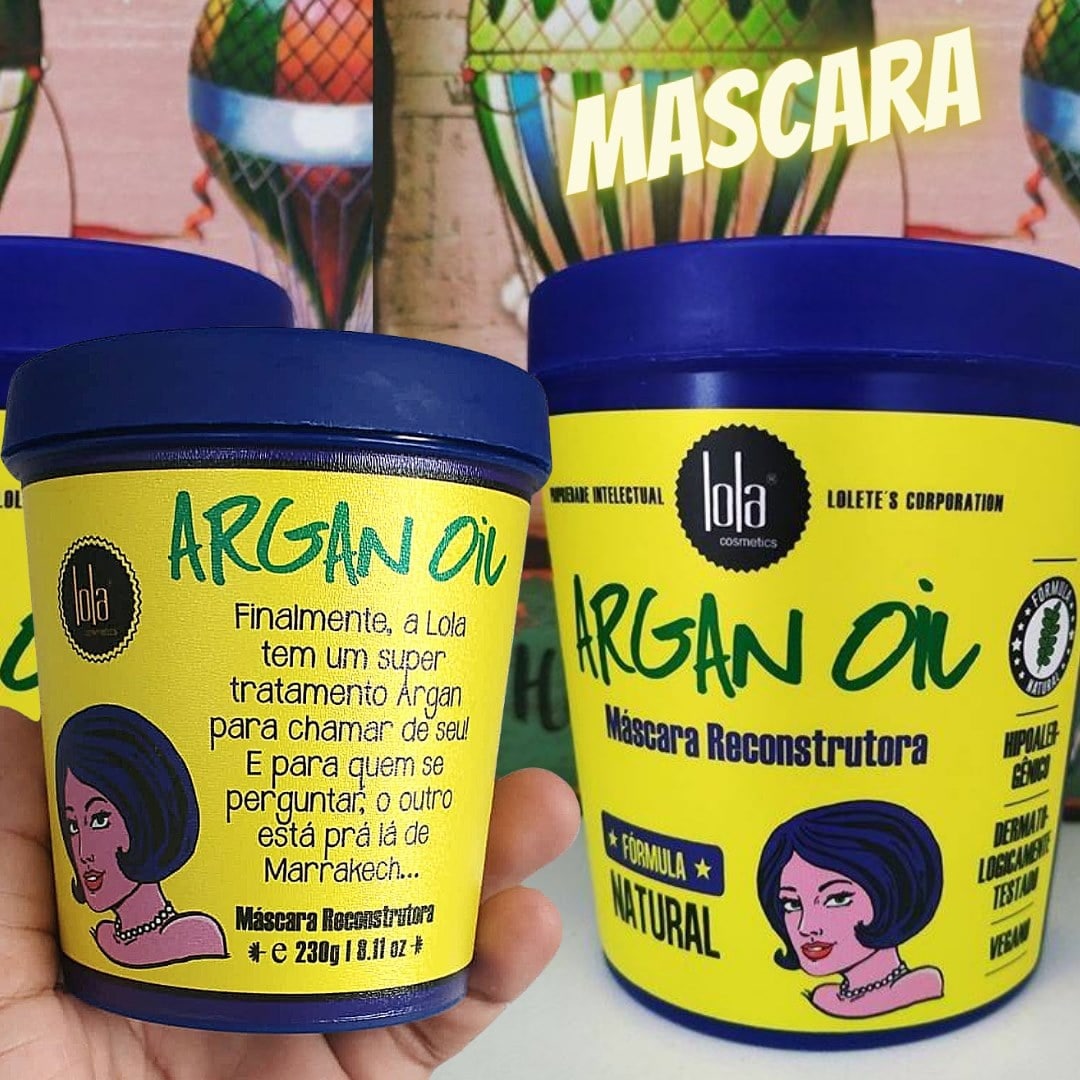 MASCARA
lola
cosmetics
ARGAN OIL
Finalmente, a Lola
tem um super
tratamento Argan
para chamar de seu!
E para quem se
perguntar, o outro
está prá lá de
Marrakech...
Máscara Reconstrutora
* e 230g | 8.11 oz *
PROPRIEDADE INTELECTUAL
lola®
cosmetics
LOLETE'S CORPORATION
ARGAN OIL
Máscara Reconstrutora
FÓRMULA
NATURAL
FÓRMULA
NATURAL
HIPOALER-
GÊNICO
DERMATO-
LOGICAMENTE
TESTADO
VEGANO